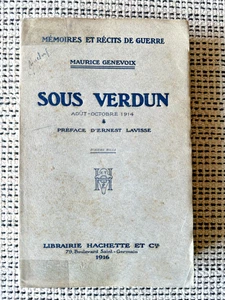 MÉMOIRES ET RÉCITS DE GUERRE
MAURICE GENEVOIX
SOUS VERDUN
AOUT-OCTOBRE 1914
PRÉFACE D'ERNEST LAVISSE
LIBRAIRIE HACHETTE ET Cie
79, Boulevard Saint-Germain
1916